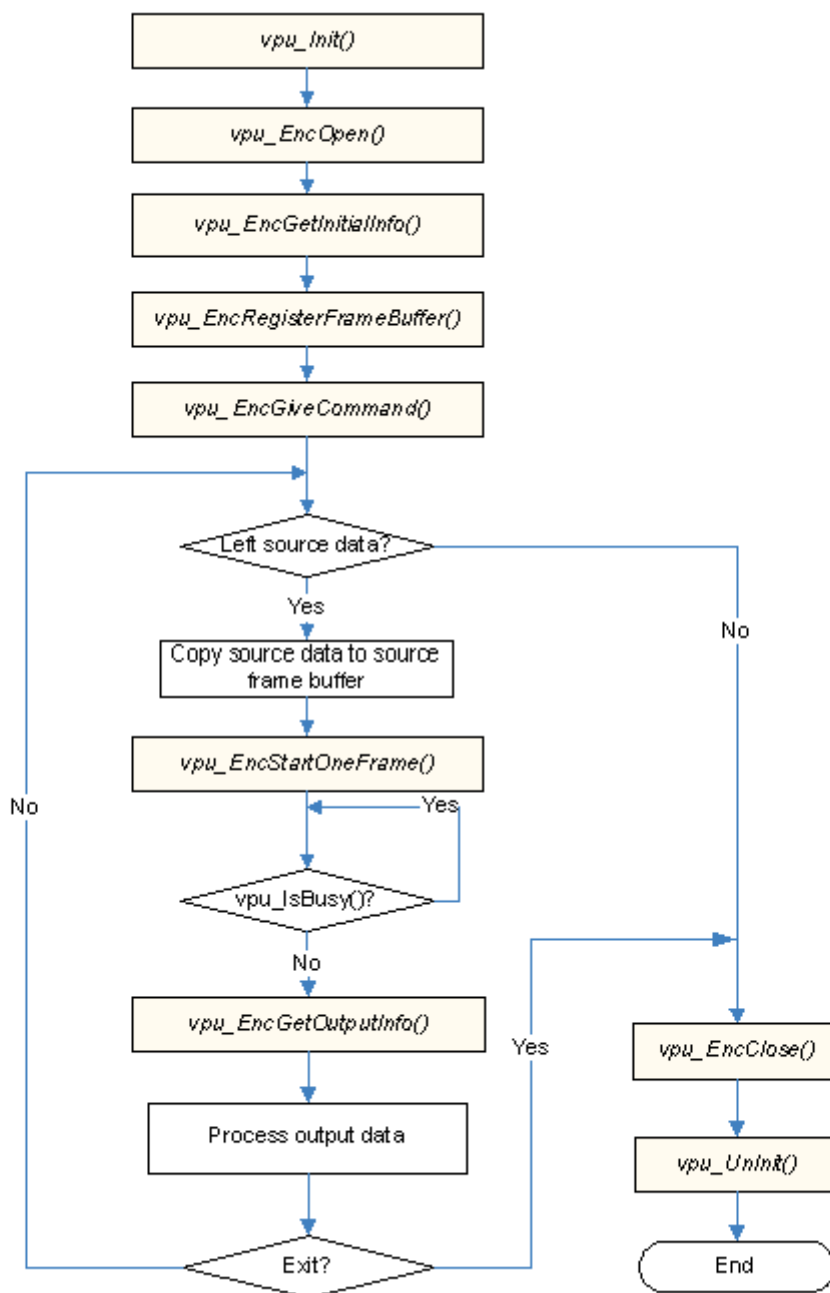 vpu_Init()
vpu_EncOpen()
vpu_EncGetInitialInfo()
vpu_EncRegisterFrameBuffer()
vpu_EncGiveCommand()
Left source data?
Yes
No
Copy source data to source
frame buffer
vpu_EncStartOneFrame()
No
Yes
vpu_IsBusy()?
No
vpu_EncGetOutputInfo()
Yes
vpu_EncClose()
Process output data
vpu_UnInit()
Exit?
End